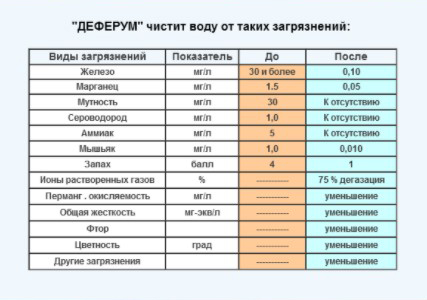 "ДЕФЕРУМ" чистит воду от таких загрязнений:
Виды загрязнений Показатель До После
Железо мг/л 30 и более 0,10
Марганец мг/л 1.5 0,05
Мутность мг/л 30 К отсутствию
Сероводород мг/л 1,0 К отсутствию
Аммиак мг/л 5 К отсутствию
Мышьяк мг/л 1,0 0,010
Запах балл 4 1
Ионы растворенных газов % ------------ 75 % дегазация
Перманг . окисляемость мг/л ------------ уменьшение
Общая жесткость мг-экв/л ------------ уменьшение
Фтор ------------ уменьшение
Цветность град ------------ уменьшение
Другие загрязнения ------------ уменьшение